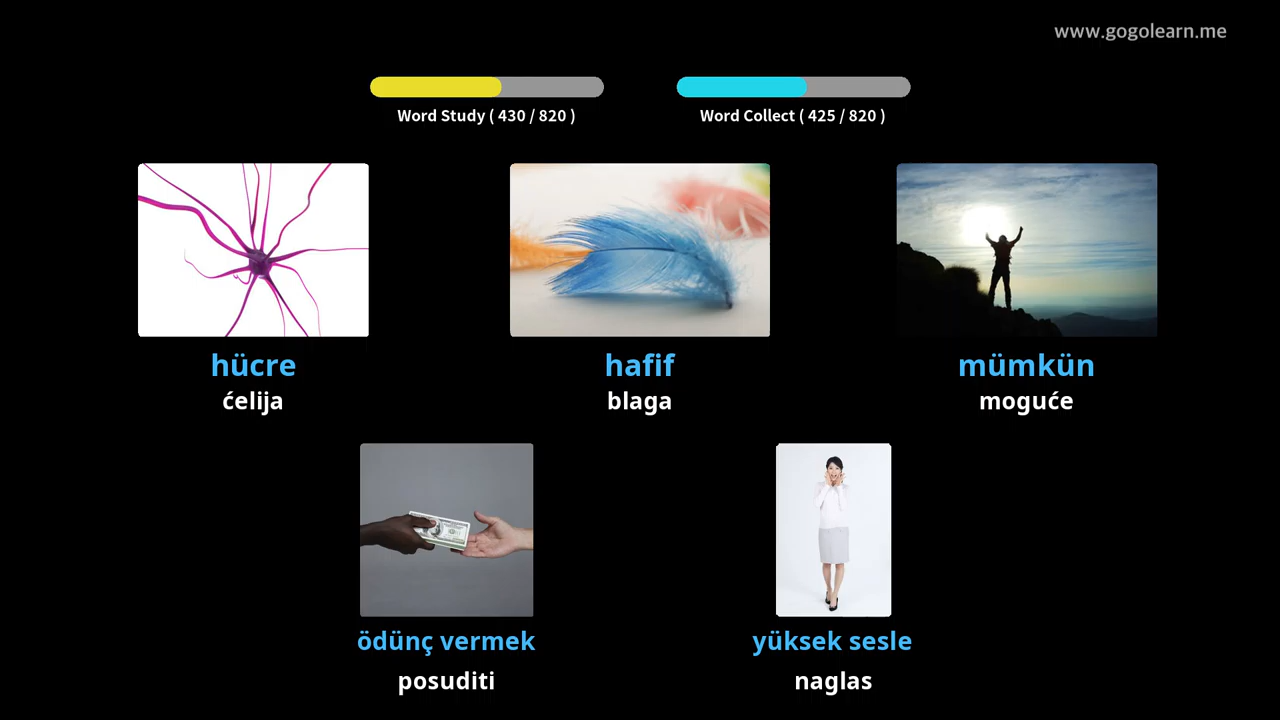 www.gogolearn.me
Word Study ( 430 / 820 )
Word Collect ( 425 / 820 )
hücre
ćelija
hafif
blaga
mümkün
moguće
ödünç vermek
posuditi
yüksek sesle
naglas